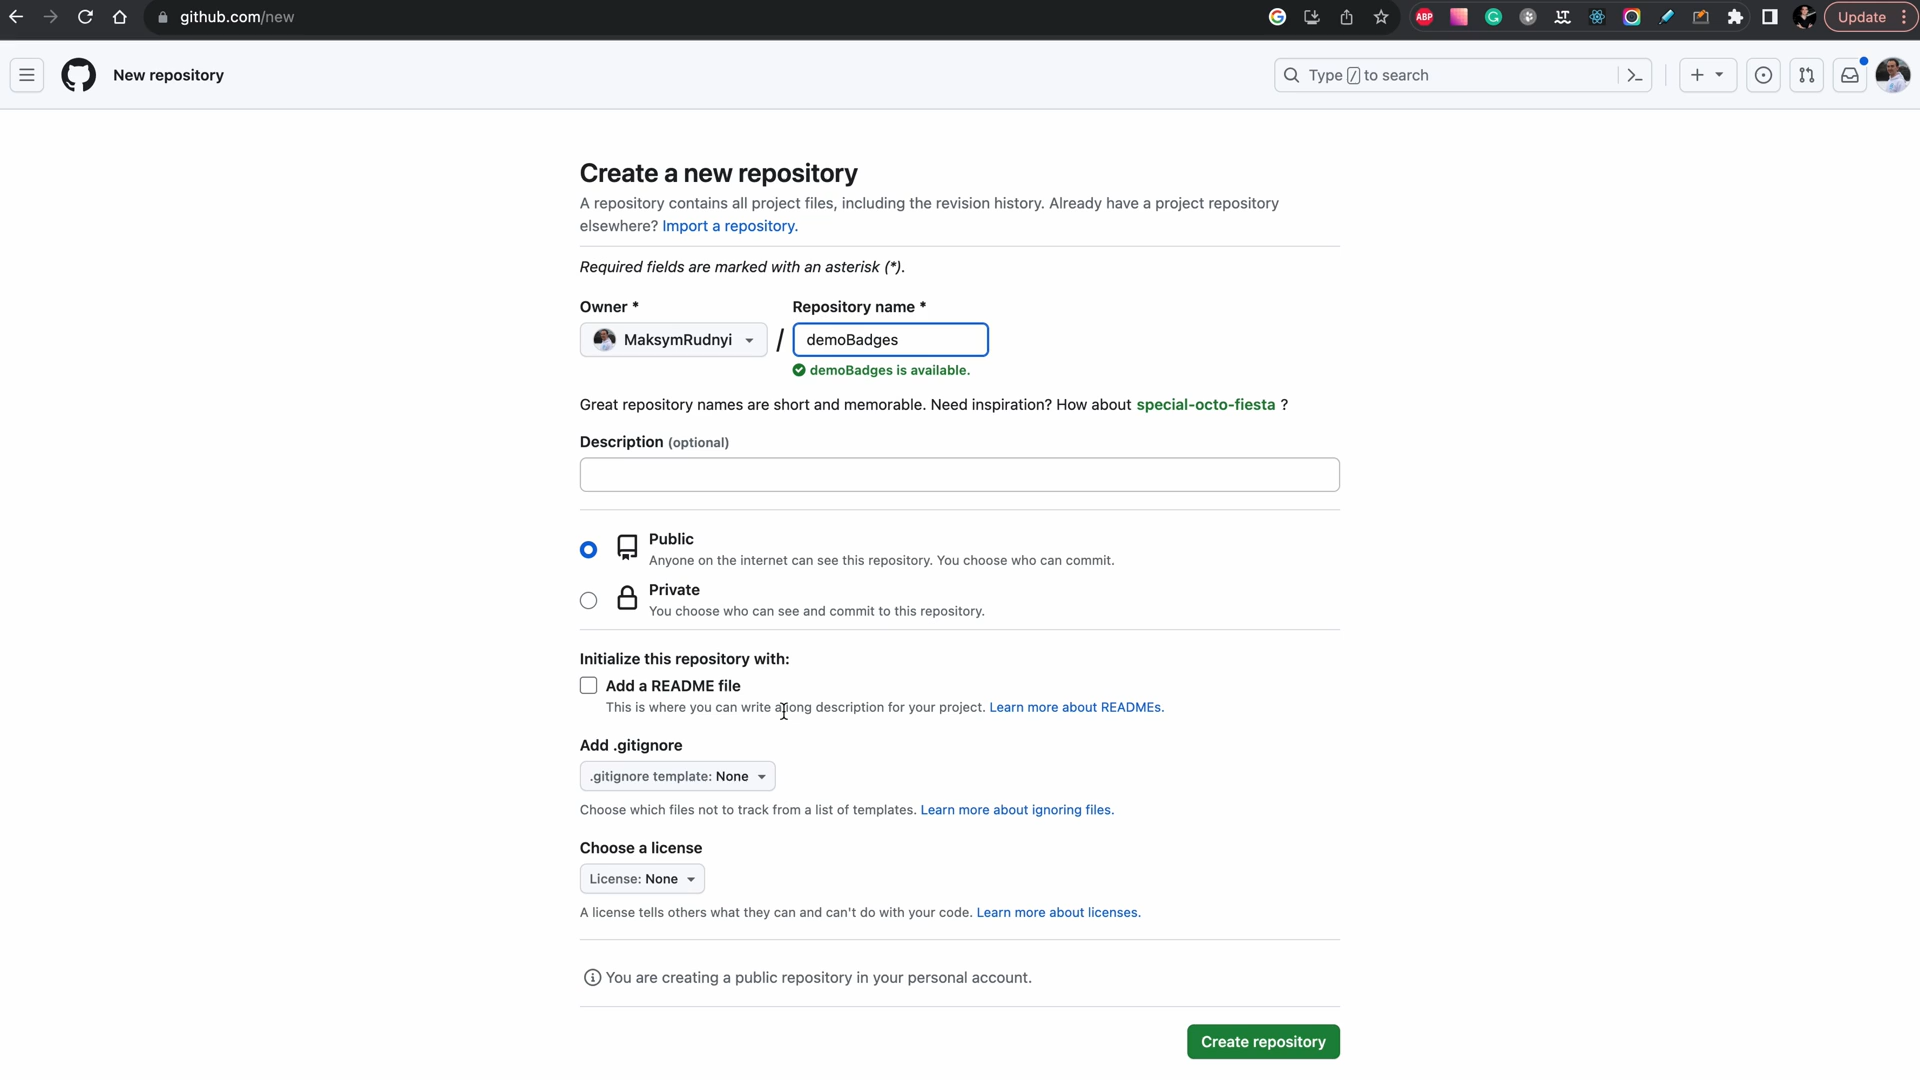 github.com/new
ABP
Update
New repository
Type / to search
Create a new repository
A repository contains all project files, including the revision history. Already have a project repository
elsewhere? Import a repository.
Required fields are marked with an asterisk (*).
Owner *
Repository name *
MaksymRudnyi
/
demoBadges
demoBadges is available.
Great repository names are short and memorable. Need inspiration? How about special-octo-fiesta ?
Description (optional)
Public
Anyone on the internet can see this repository. You choose who can commit.
Private
You choose who can see and commit to this repository.
Initialize this repository with:
Add a README file
This is where you can write a long description for your project. Learn more about READMEs.
Add .gitignore
.gitignore template: None
Choose which files not to track from a list of templates. Learn more about ignoring files.
Choose a license
License: None
A license tells others what they can and can't do with your code. Learn more about licenses.
You are creating a public repository in your personal account.
Create repository